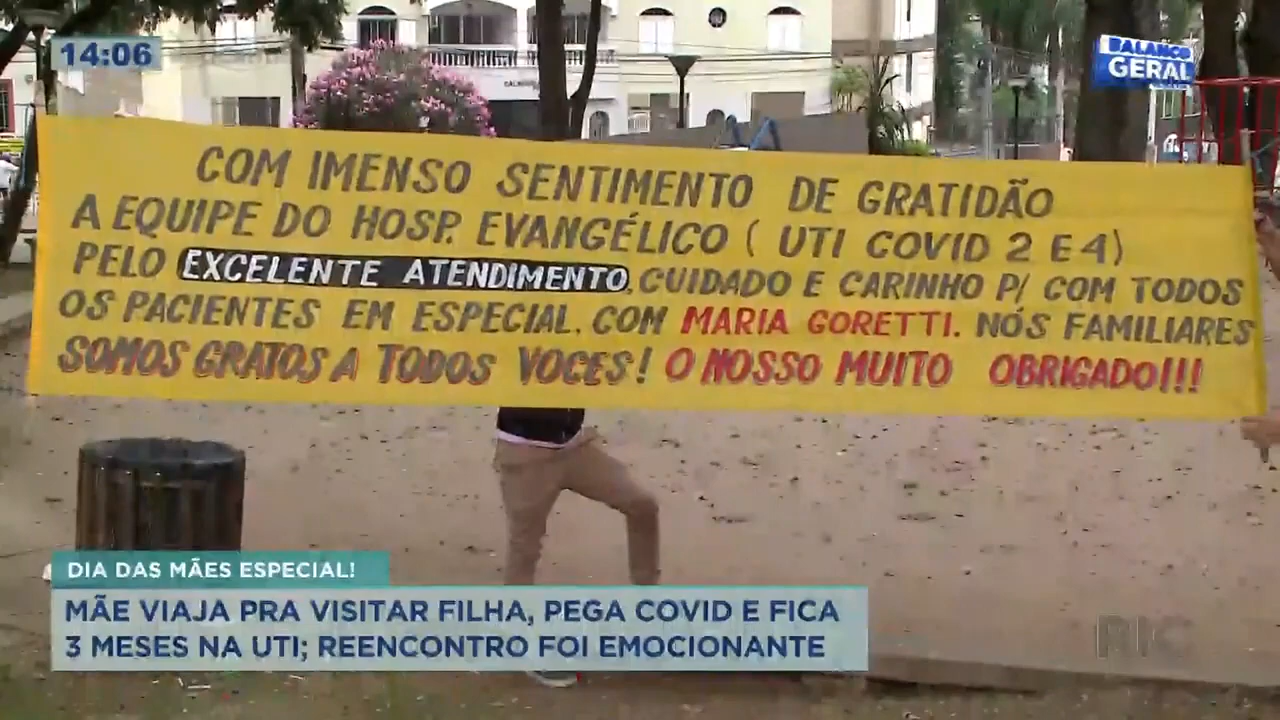 14:06
BALANÇO
GERAL
COM IMENSO SENTIMENTO DE GRATIDÃO
A EQUIPE DO HOSP. EVANGÉLICO ( UTI COVID 2 E 4)
PELO EXCELENTE ATENDIMENTO, CUIDADO E CARINHO P/ COM TODOS
OS PACIENTES EM ESPECIAL. COM MARIA GORETTI. NÓS FAMILIARES
SOMOS GRATOS A TODOS VOCES! O NOSSO MUITO OBRIGADO!!!
DIA DAS MÃES ESPECIAL!
MÃE VIAJA PRA VISITAR FILHA, PEGA COVID E FICA
3 MESES NA UTI; REENCONTRO FOI EMOCIONANTE
RIC